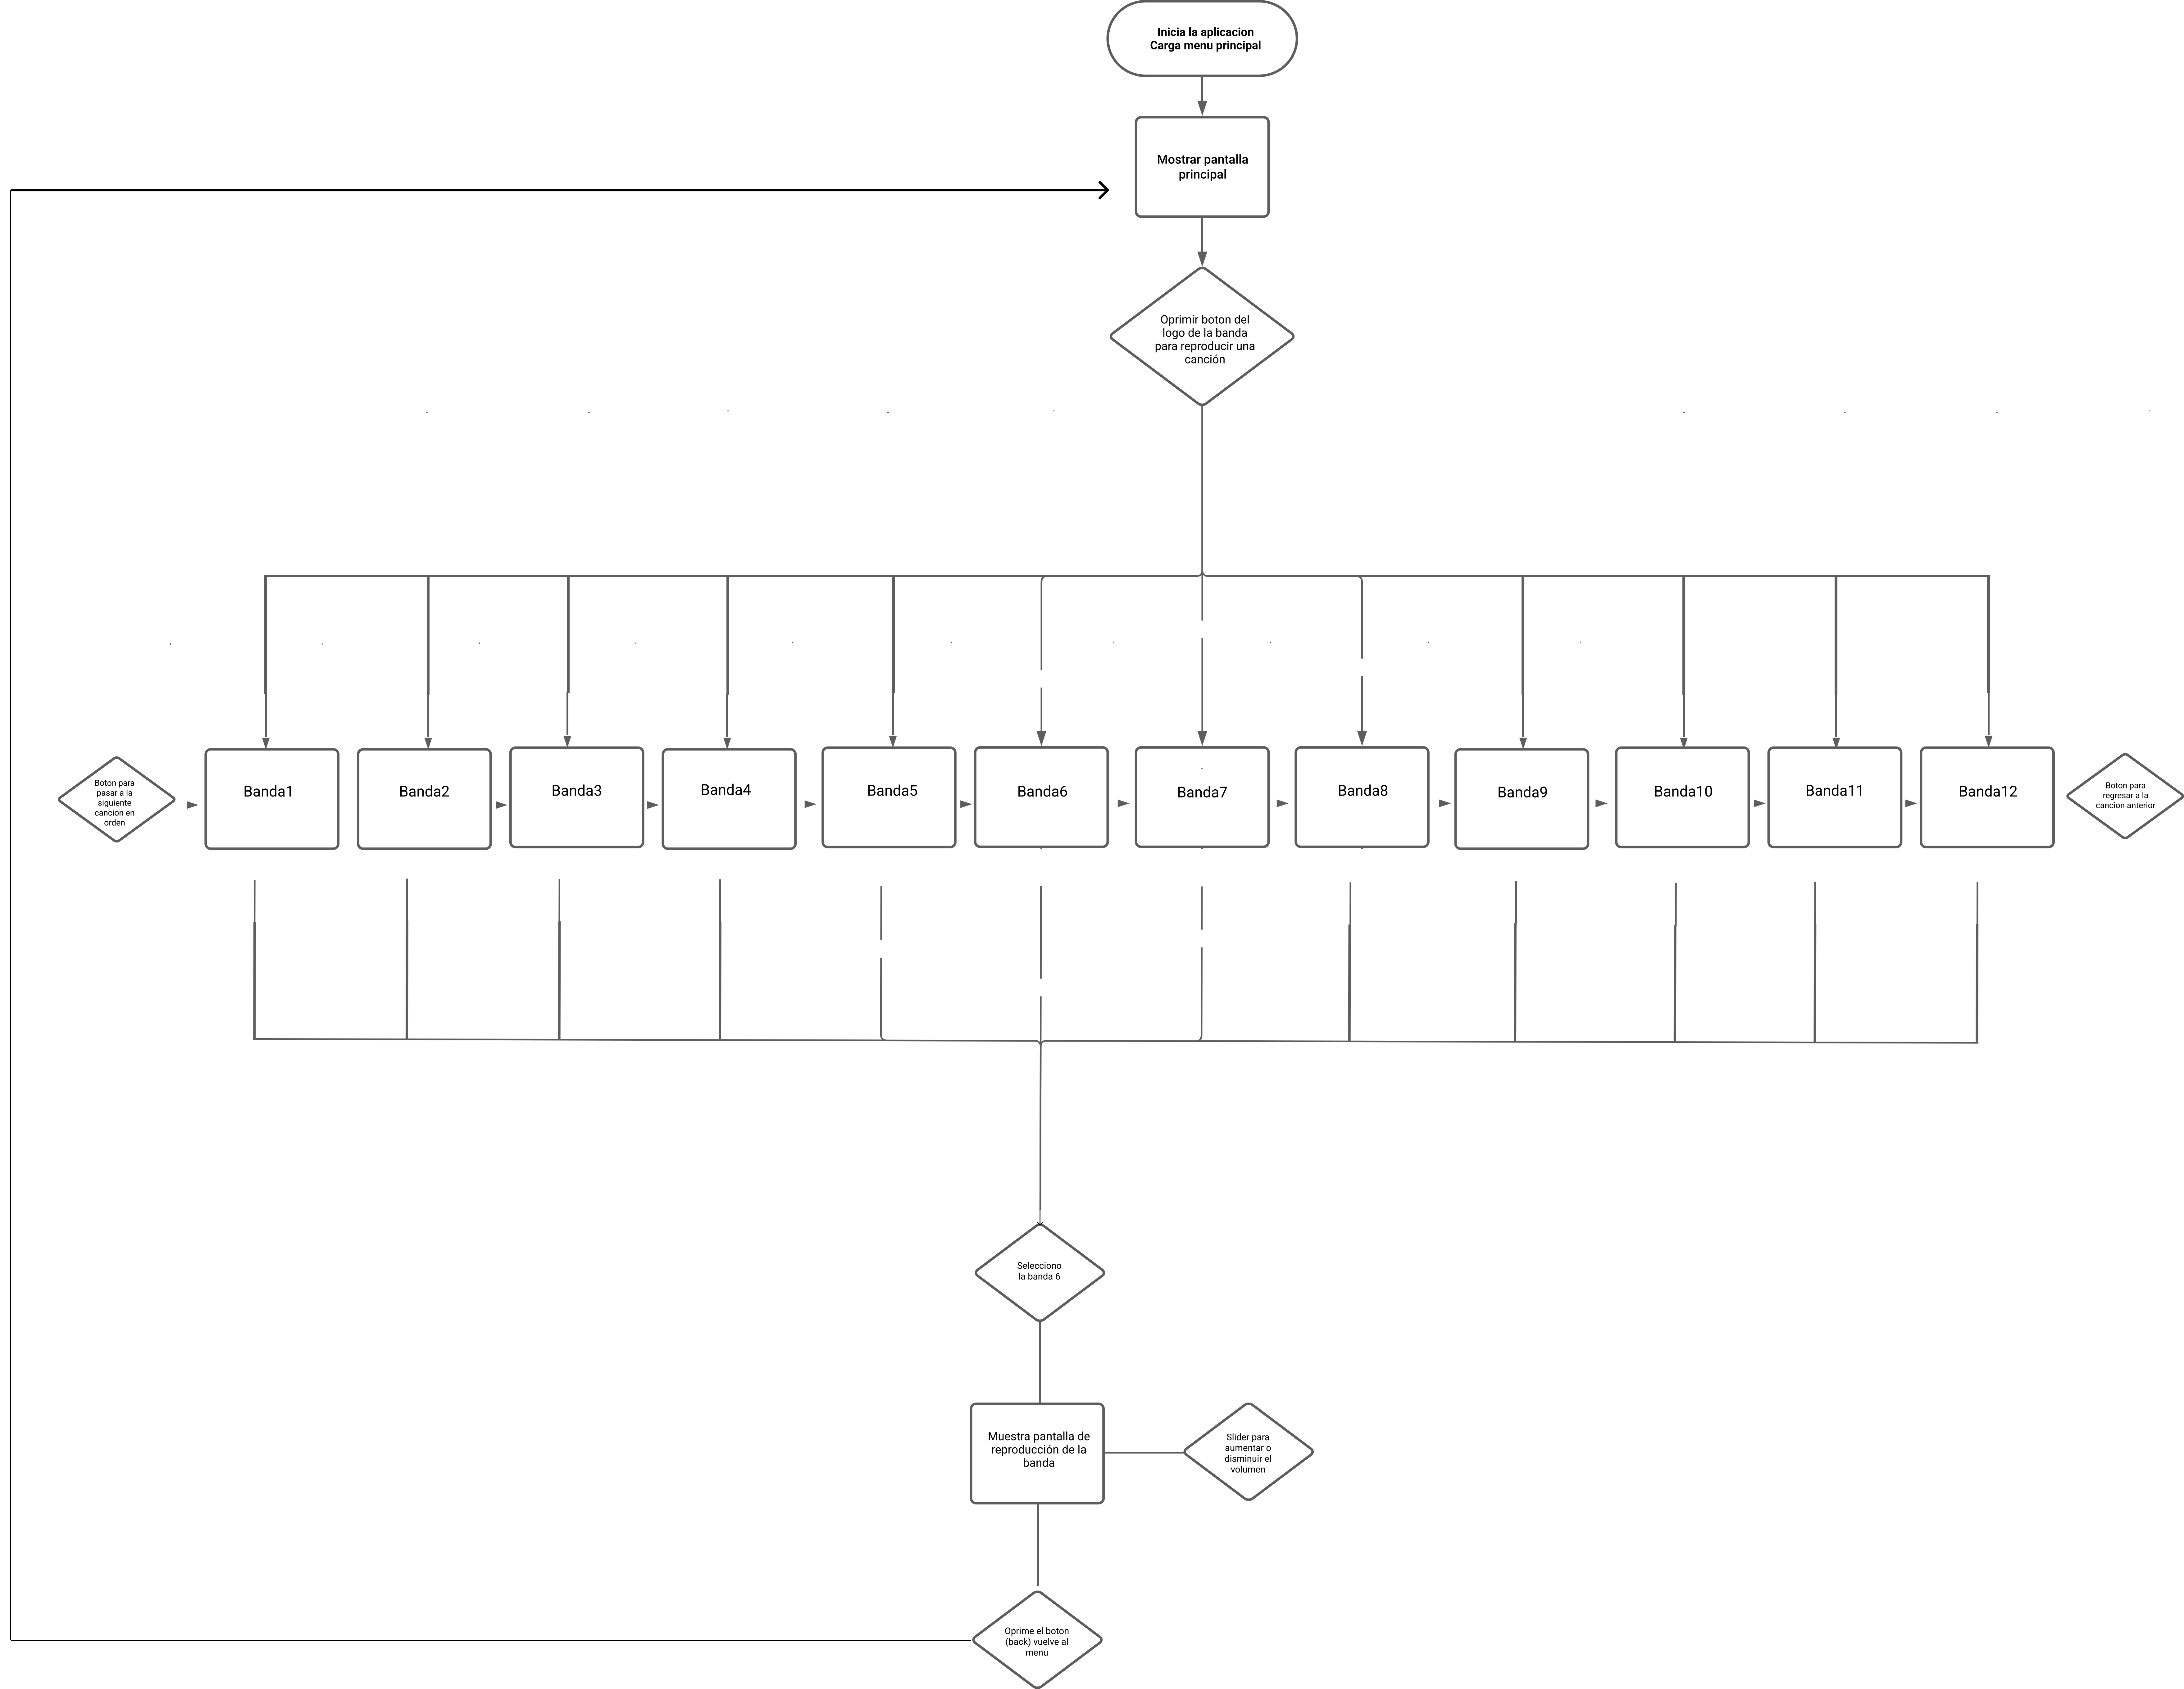 Inicia la aplicacion
Carga menu principal
Mostrar pantalla
principal
Oprimir boton del
logo de la banda
para reproducir una
canción
Boton para
pasar a la
siguiente
cancion en
orden
Banda1
Banda2
Banda3
Banda4
Banda5
Banda6
Banda7
Banda8
Banda9
Banda10
Banda11
Banda12
Boton para
regresar a la
cancion anterior
Selecciono
la banda 6
Muestra pantalla de
reproducción de la
banda
Slider para
aumentar o
disminuir el
volumen
Oprime el boton
(back) vuelve al
menu